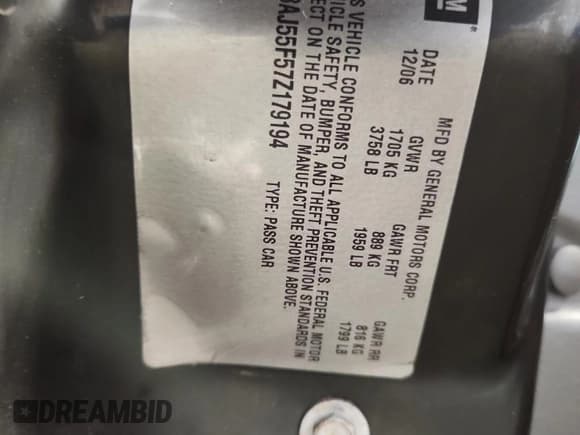 GM
®
MFD BY GENERAL MOTORS CORP.
DATE GVWR GAWR FRT GAWR RR
12/06 1705 KG 889 KG 816 KG
3758 LB 1959 LB 1799 LB
VEHICLE CONFORMS TO ALL APPLICABLE U.S. FEDERAL MOTOR
SAFETY, BUMPER, AND THEFT PREVENTION STANDARDS IN
ON THE DATE OF MANUFACTURE SHOWN ABOVE.
AJ55F57Z179194 TYPE: PASS CAR
DREAMBID